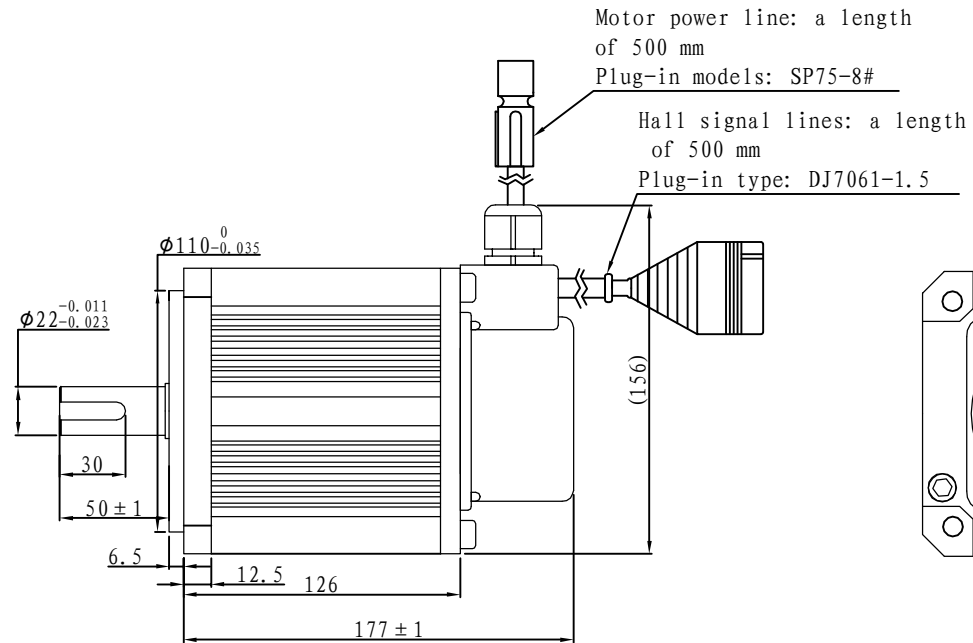 Motor power line: a length
of 500 mm
Plug-in models: SP75-8#
Hall signal lines: a length
of 500 mm
Plug-in type: DJ7061-1.5
ϕ110 0 -0.035
ϕ22 -0.011 -0.023
(156)
30
50±1
6.5
12.5
126
177±1